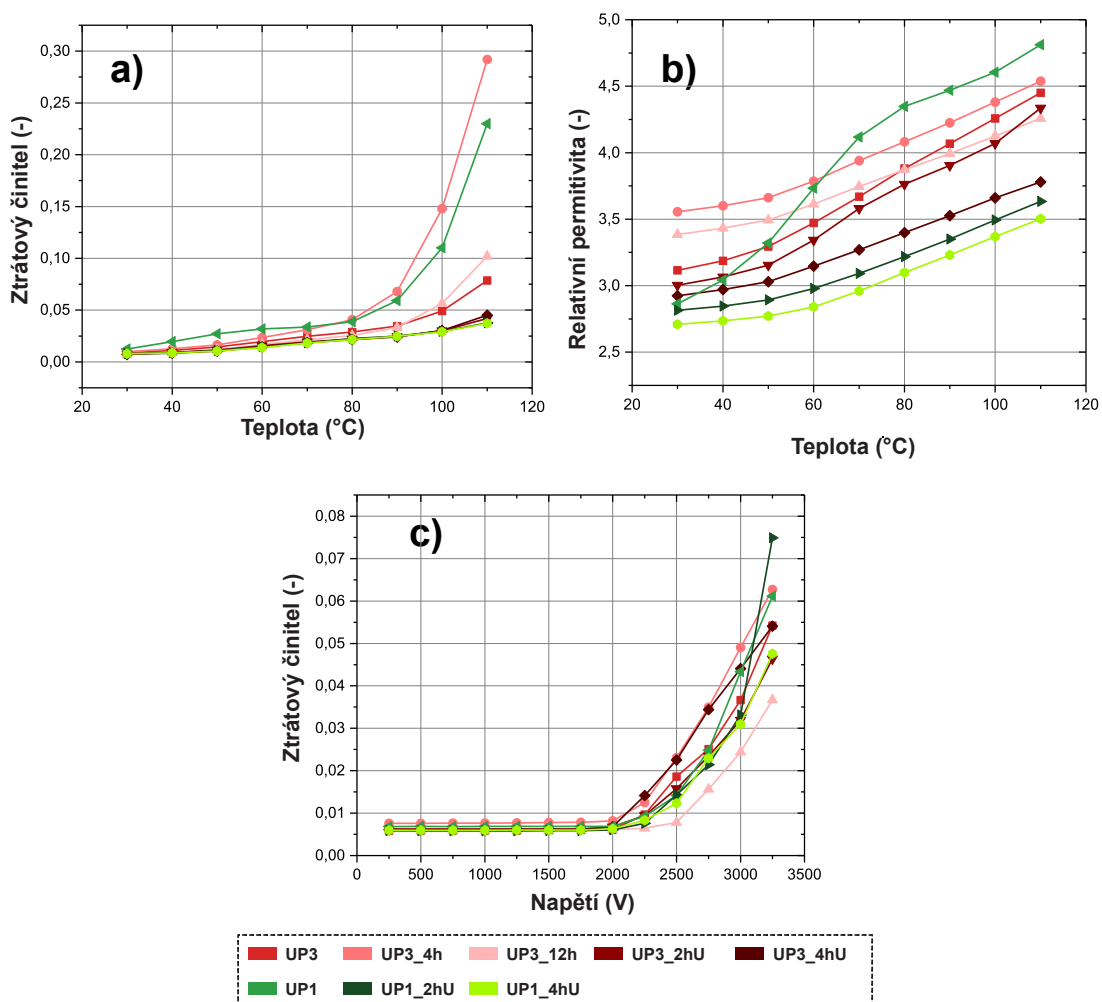 a)
0,30
0,25
0,20
0,15
0,10
0,05
0,00
Ztrátový činitel (-)
20 40 60 80 100 120
Teplota (°C)
b)
5,0
4,5
4,0
3,5
3,0
2,5
Relativní permitivita (-)
20 40 60 80 100 120
Teplota (°C)
c)
0,08
0,07
0,06
0,05
0,04
0,03
0,02
0,01
0,00
Ztrátový činitel (-)
0 500 1000 1500 2000 2500 3000 3500
Napětí (V)
UP3 UP3_4h UP3_12h UP3_2hU UP3_4hU
UP1 UP1_2hU UP1_4hU